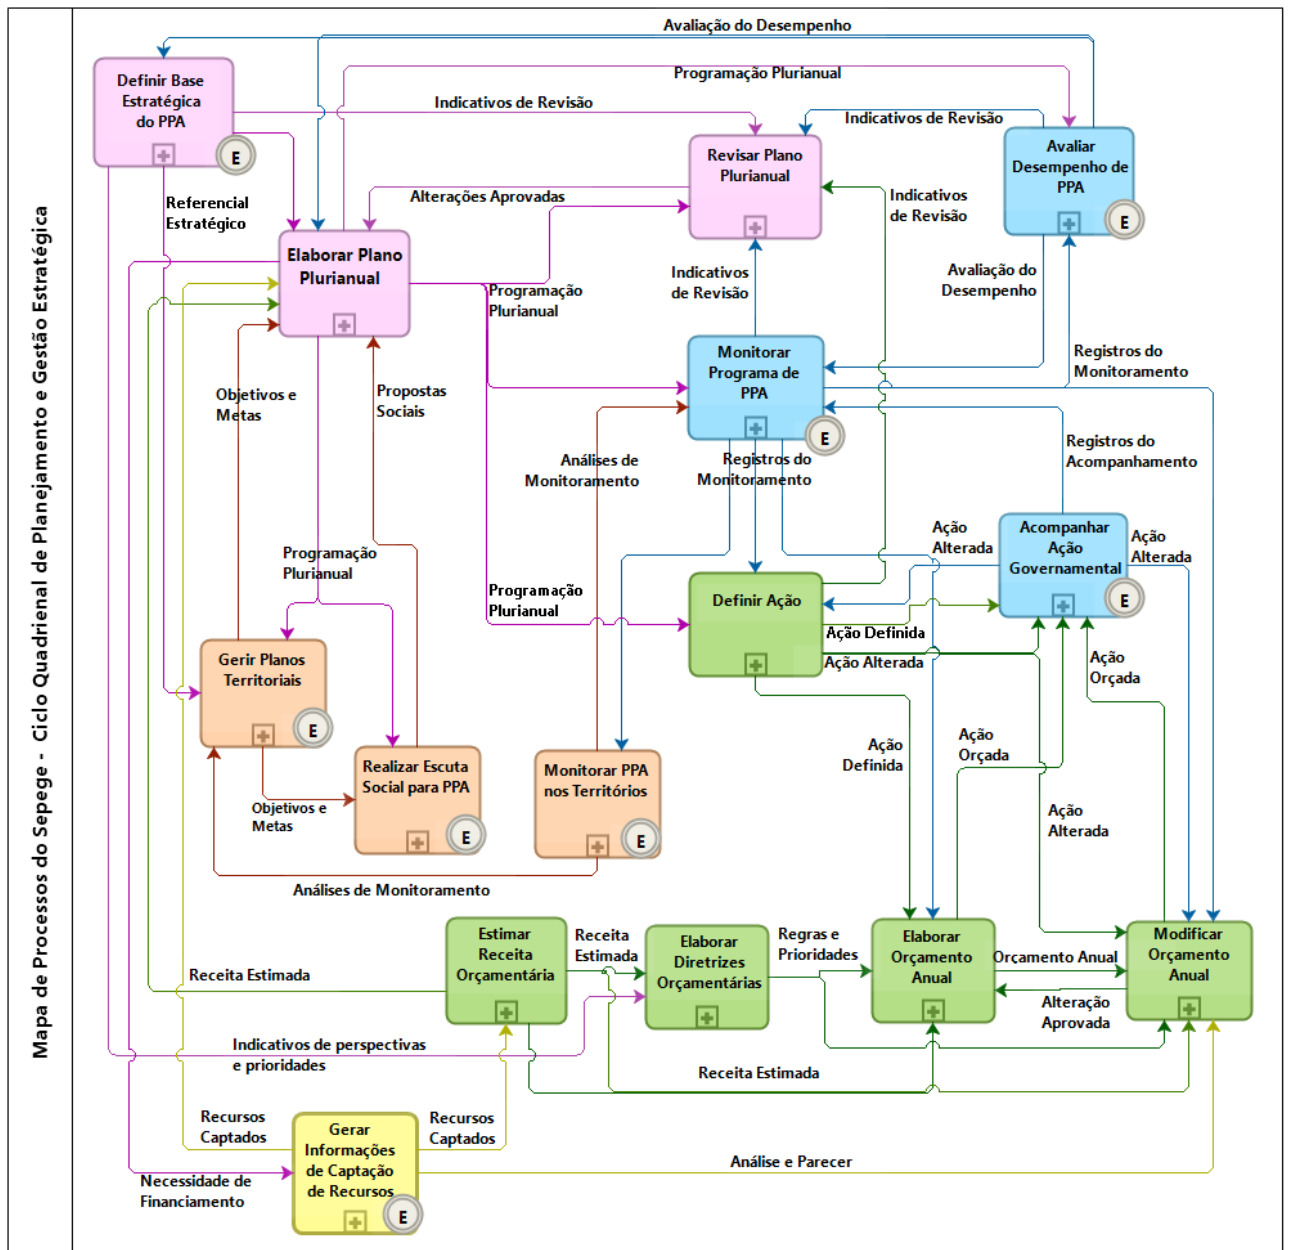 Mapa de Processos do Sepege - Ciclo Quadrienal de Planejamento e Gestão Estratégica
Avaliação do Desempenho
Programação Plurianual
Definir Base
Estratégica
do PPA
E
Indicativos de Revisão
Indicativos de Revisão
Revisar Plano
Plurianual
Avaliar
Desempenho de
PPA
E
Referencial
Estratégico
Alterações Aprovadas
Indicativos
de Revisão
Elaborar Plano
Plurianual
Programação
Plurianual
Indicativos
de Revisão
Avaliação do
Desempenho
Monitorar
Programa de
PPA
E
Registros do
Monitoramento
Objetivos e
Metas
Propostas
Sociais
Análises de
Monitoramento
Registros do
Monitoramento
Registros do
Acompanhamento
Programação
Plurianual
Ação
Alterada
Acompanhar
Ação
Governamental
E
Ação
Alterada
Programação
Plurianual
Definir Ação
Ação Definida
Ação Alterada
Ação
Orçada
Gerir Planos
Territoriais
E
Realizar Escuta
Social para PPA
E
Objetivos e
Metas
Monitorar PPA
nos Territórios
E
Ação
Definida
Ação
Orçada
Ação
Alterada
Análises de Monitoramento
Estimar
Receita
Orçamentária
Receita
Estimada
Elaborar
Diretrizes
Orçamentárias
Regras e
Prioridades
Elaborar
Orçamento
Anual
Orçamento Anual
Alteração
Aprovada
Modificar
Orçamento
Anual
Receita Estimada
Indicativos de perspectivas
e prioridades
Receita Estimada
Recursos
Captados
Gerar
Informações
de Captação
de Recursos
E
Recursos
Captados
Análise e Parecer
Necessidade de
Financiamento